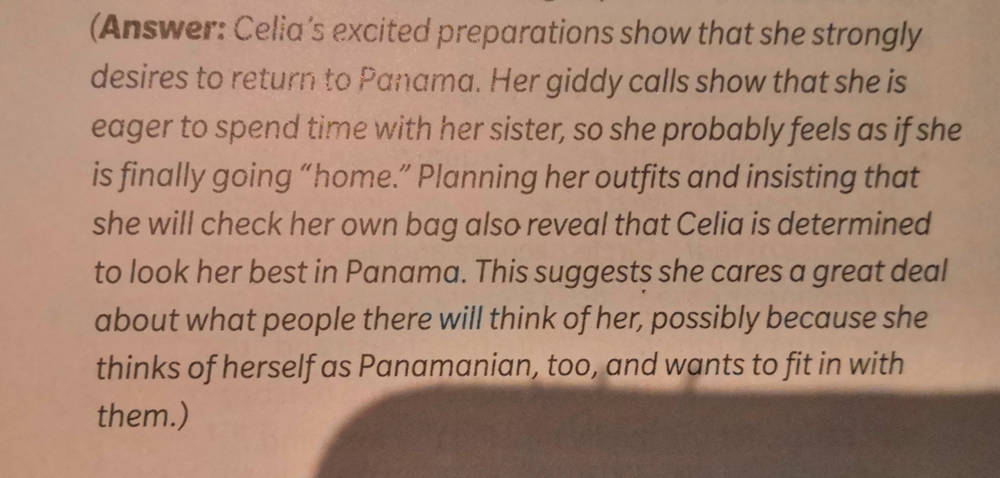 (Answer: Celia's excited preparations show that she strongly
desires to return to Panama. Her giddy calls show that she is
eager to spend time with her sister, so she probably feels as if she
is finally going “home.” Planning her outfits and insisting that
she will check her own bag also reveal that Celia is determined
to look her best in Panama. This suggests she cares a great deal
about what people there will think of her, possibly because she
thinks of herself as Panamanian, too, and wants to fit in with
them.)